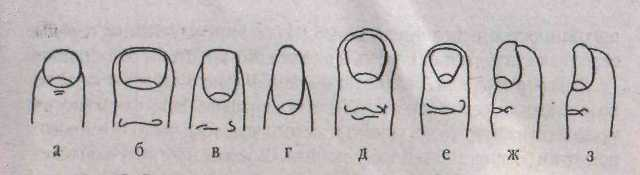 а б в г д е ж з